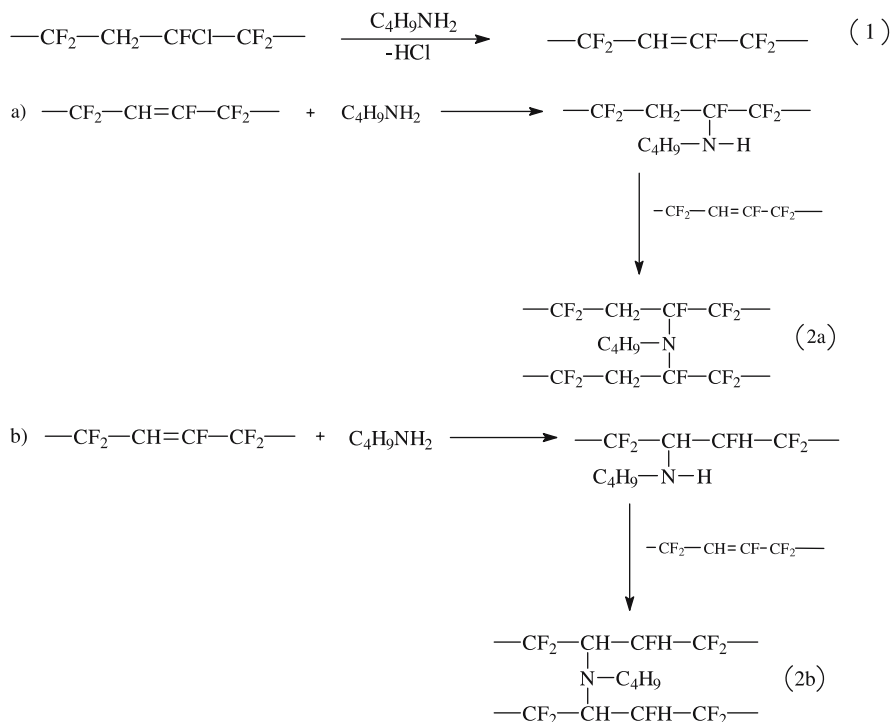 —CF₂—CH₂—CFCl—CF₂— C₄H₉NH₂ -HCl —CF₂—CH=CF—CF₂— (1)
a) —CF₂—CH=CF—CF₂— + C₄H₉NH₂ —CF₂—CH₂—CF—CF₂—
C₄H₉—N—H
-CF₂—CH=CF-CF₂—
—CF₂—CH₂—CF—CF₂—
C₄H₉—N (2a)
—CF₂—CH₂—CF—CF₂—
b) —CF₂—CH=CF—CF₂— + C₄H₉NH₂ —CF₂—CH—CFH—CF₂—
C₄H₉—N—H
-CF₂—CH=CF-CF₂—
—CF₂—CH—CFH—CF₂—
N—C₄H₉ (2b)
—CF₂—CH—CFH—CF₂—